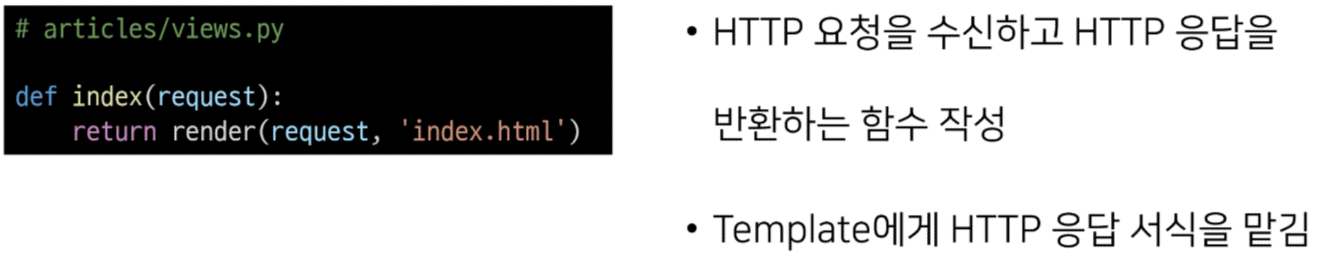 # articles/views.py
def index(request):
    return render(request, 'index.html')
• HTTP 요청을 수신하고 HTTP 응답을
반환하는 함수 작성
• Template에게 HTTP 응답 서식을 맡김